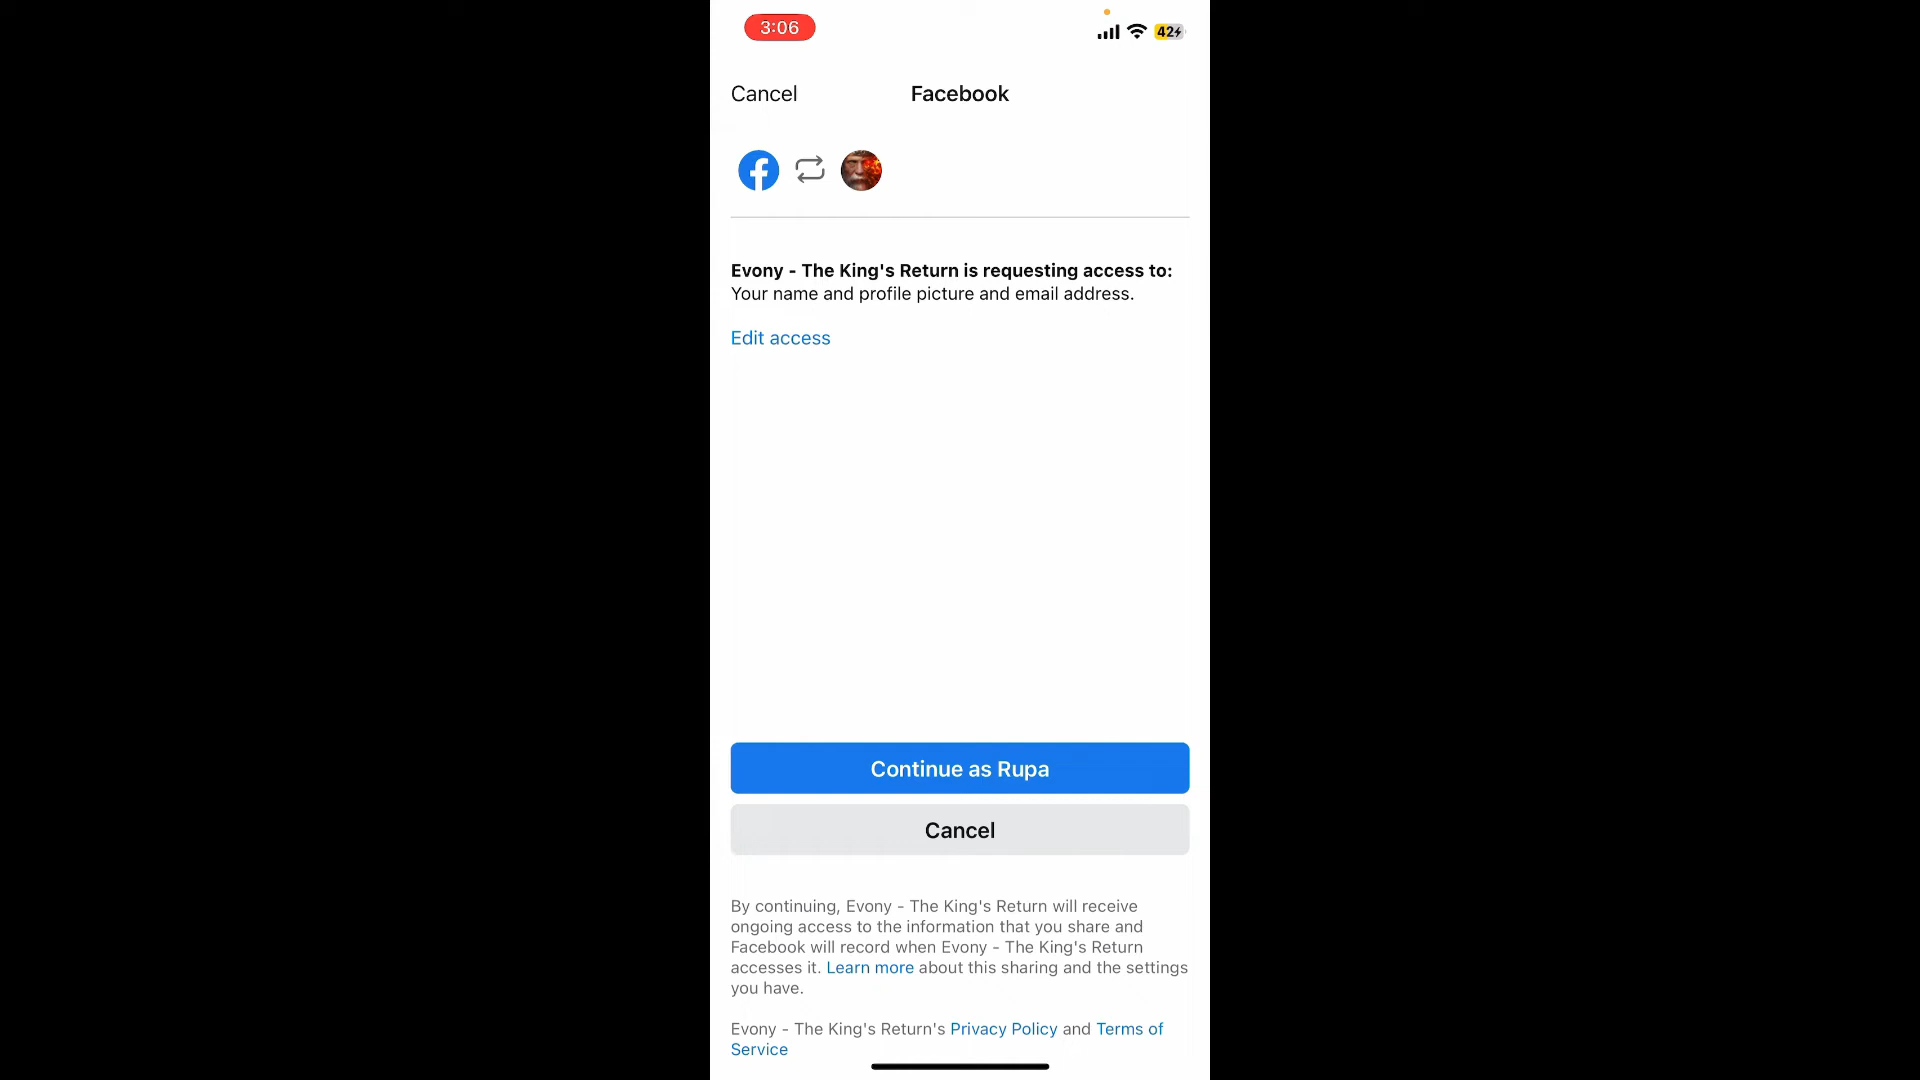 3:06
42
Cancel
Facebook
Evony - The King's Return is requesting access to:
Your name and profile picture and email address.
Edit access
Continue as Rupa
Cancel
By continuing, Evony - The King's Return will receive
ongoing access to the information that you share and
Facebook will record when Evony - The King's Return
accesses it. Learn more about this sharing and the settings
you have.
Evony - The King's Return's Privacy Policy and Terms of
Service